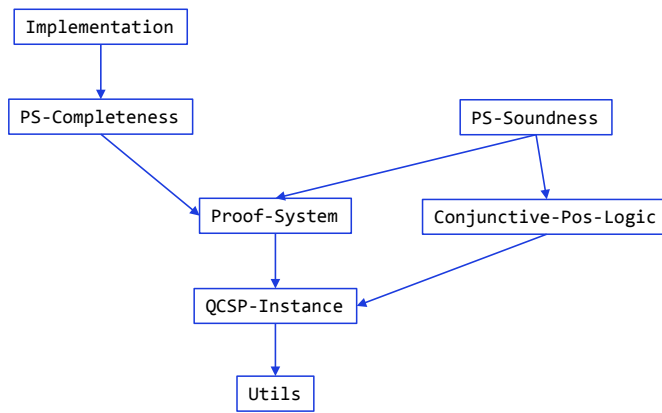 Implementation
PS-Completeness
PS-Soundness
Proof-System
Conjunctive-Pos-Logic
QCSP-Instance
Utils